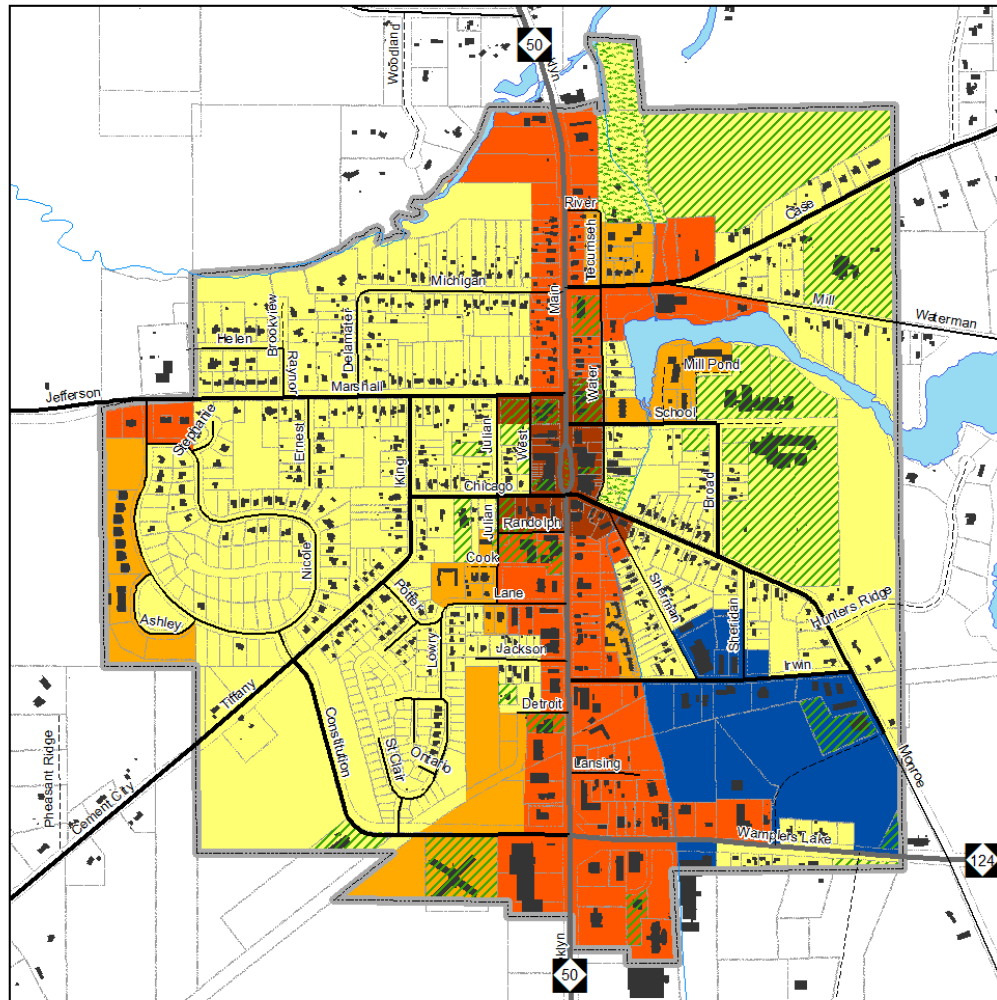 50
klyn
Woodland
Case
River
Tecumseh
Michigan
Main
Mill
Waterman
Brookview
Helen
Delamater
Raynor
Mill Pond
Water
Marshall
Jefferson
School
Stephanie
Ernest
King
Julian
West
Chicago
Broad
Julian
Randolph
Nicole
Cook
Potter
Lane
Sherman
Sheridan
Hunters Ridge
Ashley
Lowry
Jackson
Irwin
Tiffany
Detroit
Constitution
St Clair
Ontario
Lansing
Monroe
Pheasant Ridge
Cement City
Wamplers Lake
124
klyn
50